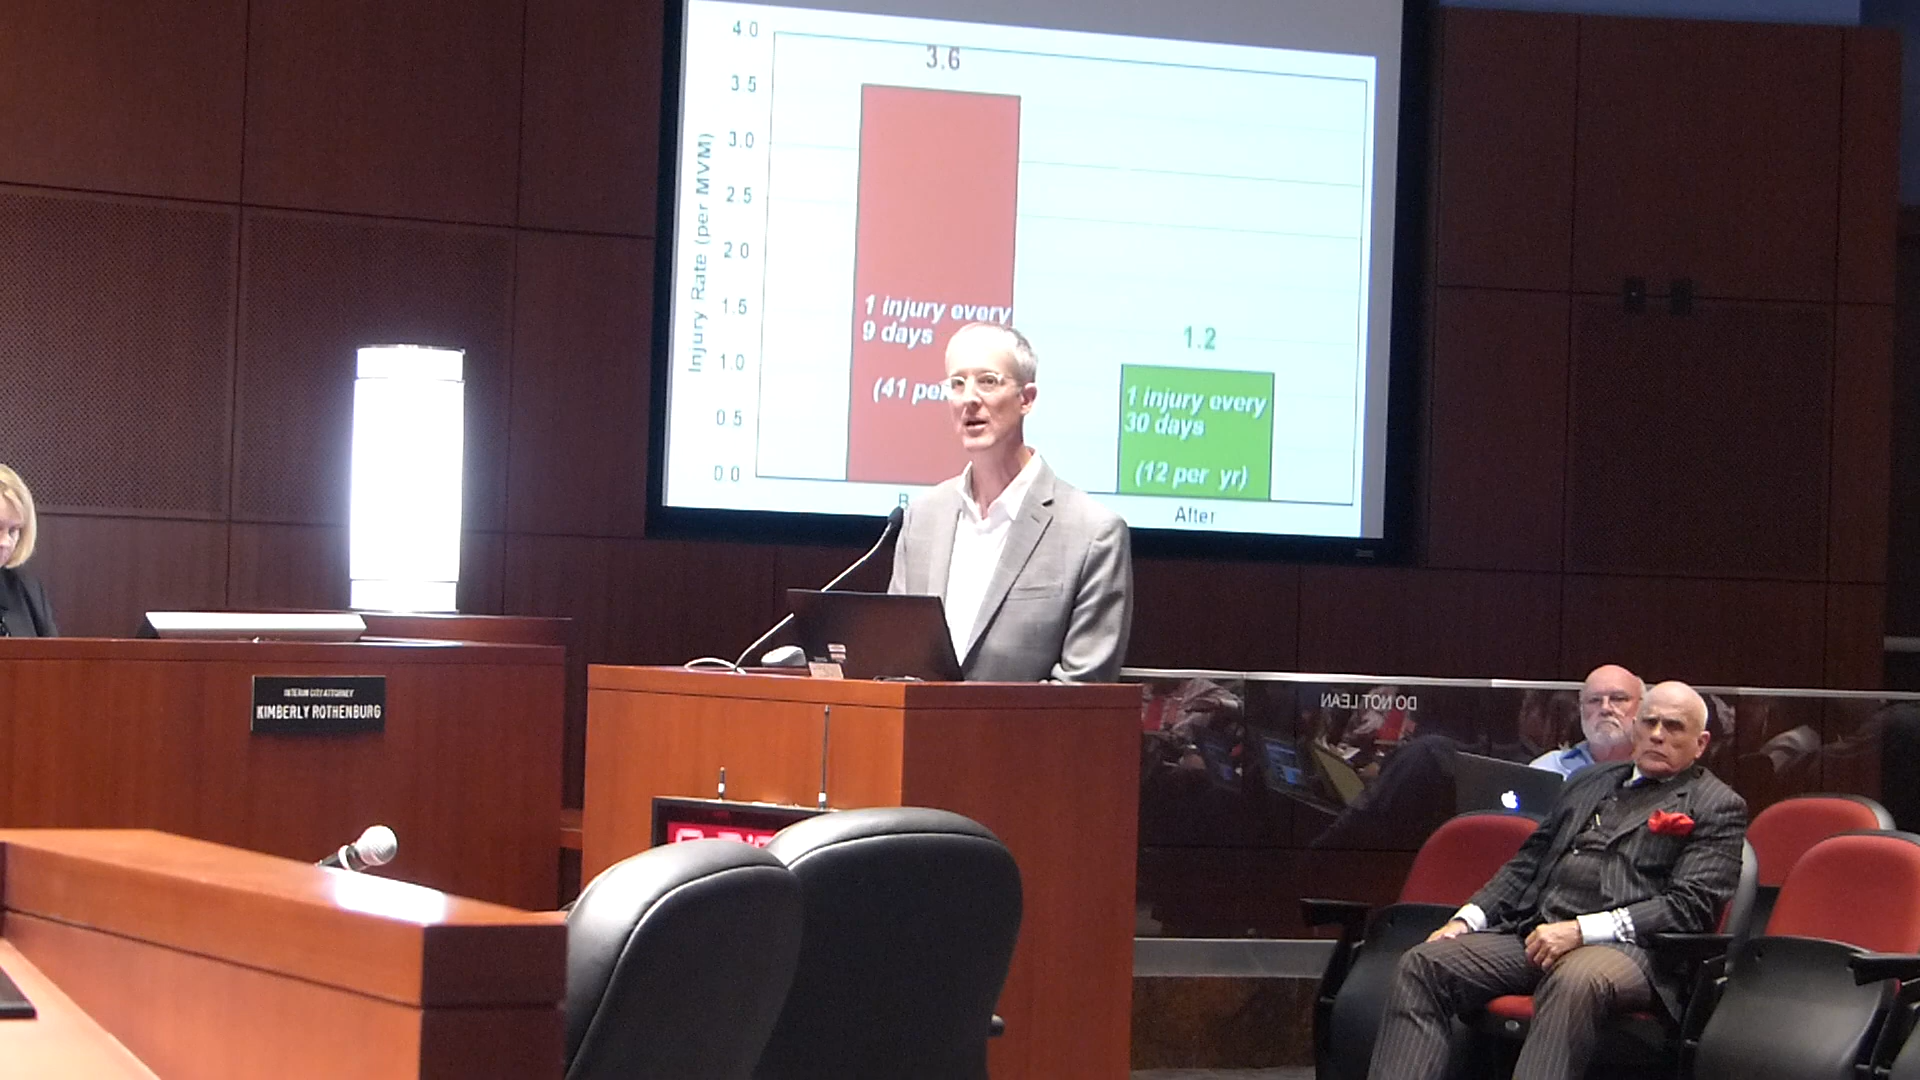 4.0
3.5
3.0
2.5
2.0
1.5
1.0
0.5
0.0
Injury Rate (per MVM)
3.6
1 injury every
9 days
(41 per
1.2
1 injury every
30 days
(12 per yr)
After
INTERIM CITY ATTORNEY
KIMBERLY ROTHENBURG
DO NOT LEAN